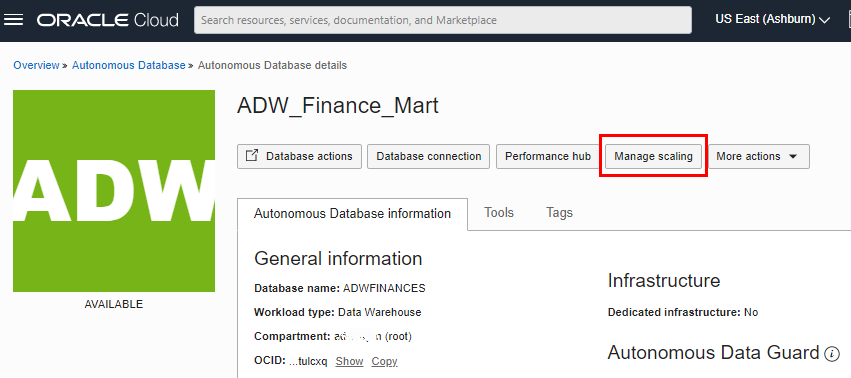 ORACLE Cloud
Search resources, services, documentation, and Marketplace
US East (Ashburn)
Overview » Autonomous Database » Autonomous Database details
ADW
AVAILABLE
ADW_Finance_Mart
Database actions
Database connection
Performance hub
Manage scaling
More actions
Autonomous Database information
Tools
Tags
General information
Database name: ADWFINANCES
Workload type: Data Warehouse
Compartment: (root)
OCID: ...tulcxq Show Copy
Infrastructure
Dedicated infrastructure: No
Autonomous Data Guard